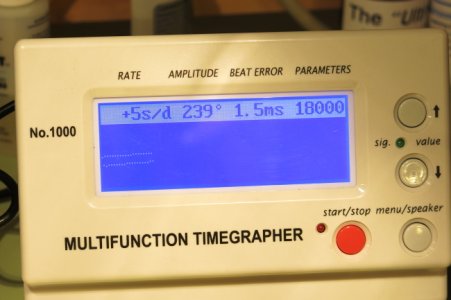 The "Un
RATE AMPLITUDE BEAT ERROR PARAMETERS
+5s/d 239° 1.5ms 18000
No.1000
sig. value
start/stop menu/speaker
MULTIFUNCTION TIMEGRAPHER